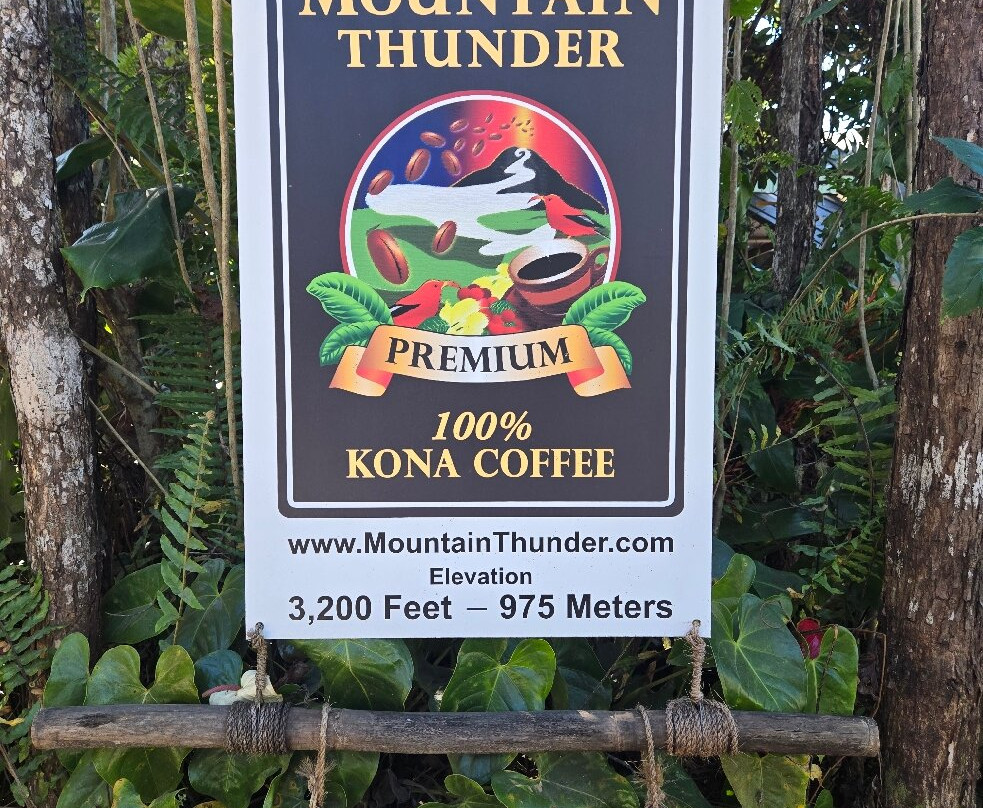 MOUNTAIN
THUNDER
PREMIUM
100%
KONA COFFEE
www.MountainThunder.com
Elevation
3,200 Feet – 975 Meters